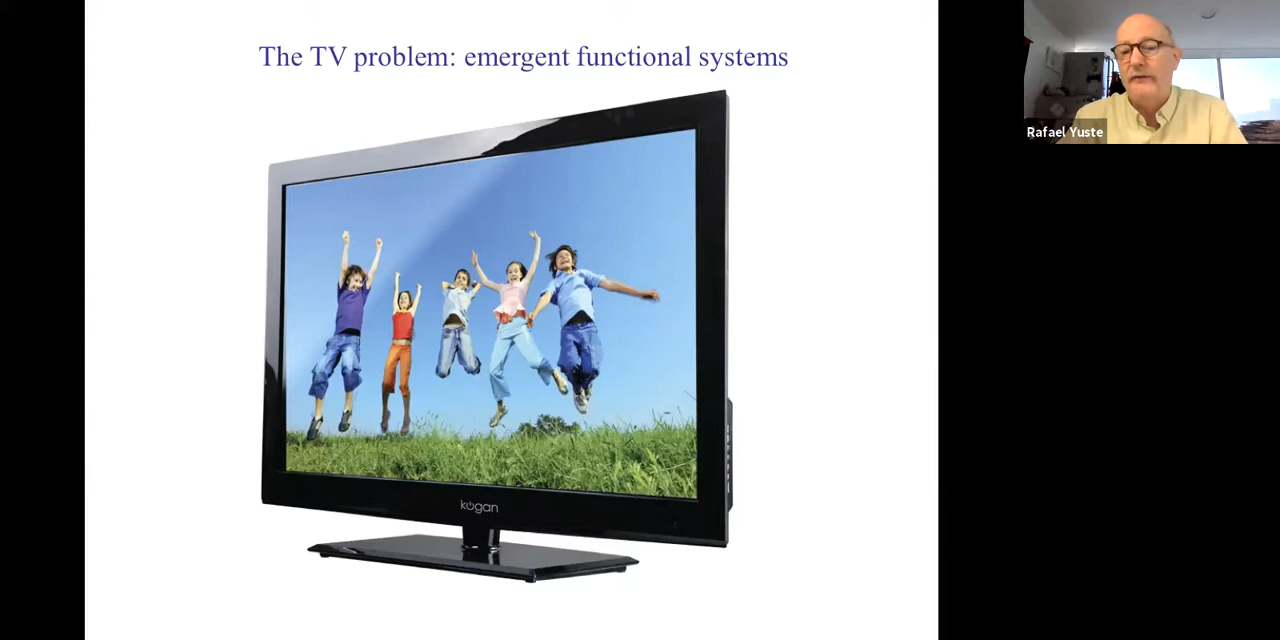 The TV problem: emergent functional systems
Rafael Yuste
kogan